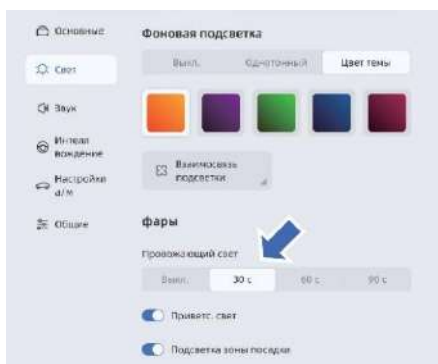 Основные
Свет
Звук
Интелл
вождение
Настройки
а/м
Общие
Фоновая подсветка
Выкл. Однотонный Цвет темы
Взаимосвязь
подсветки
фары
Провожающий свет
Выкл. 30 с 60 с 90 с
Приветс. свет
Подсветка зоны посадки